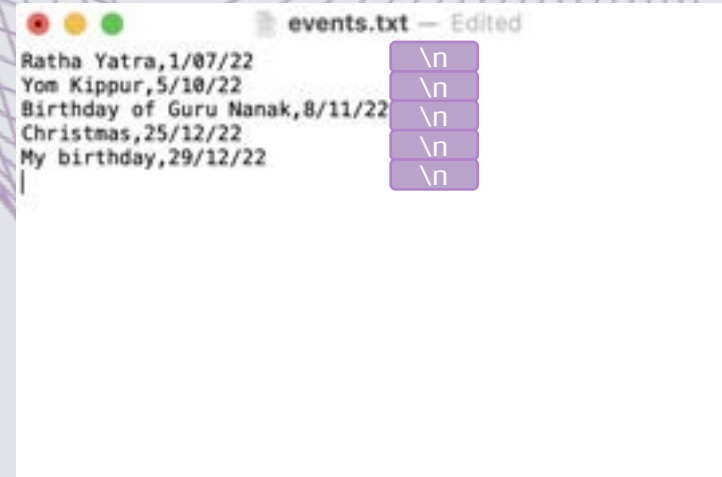 events.txt — Edited
Ratha Yatra,1/07/22 \n
Yom Kippur,5/10/22 \n
Birthday of Guru Nanak,8/11/22 \n
Christmas,25/12/22 \n
My birthday,29/12/22 \n